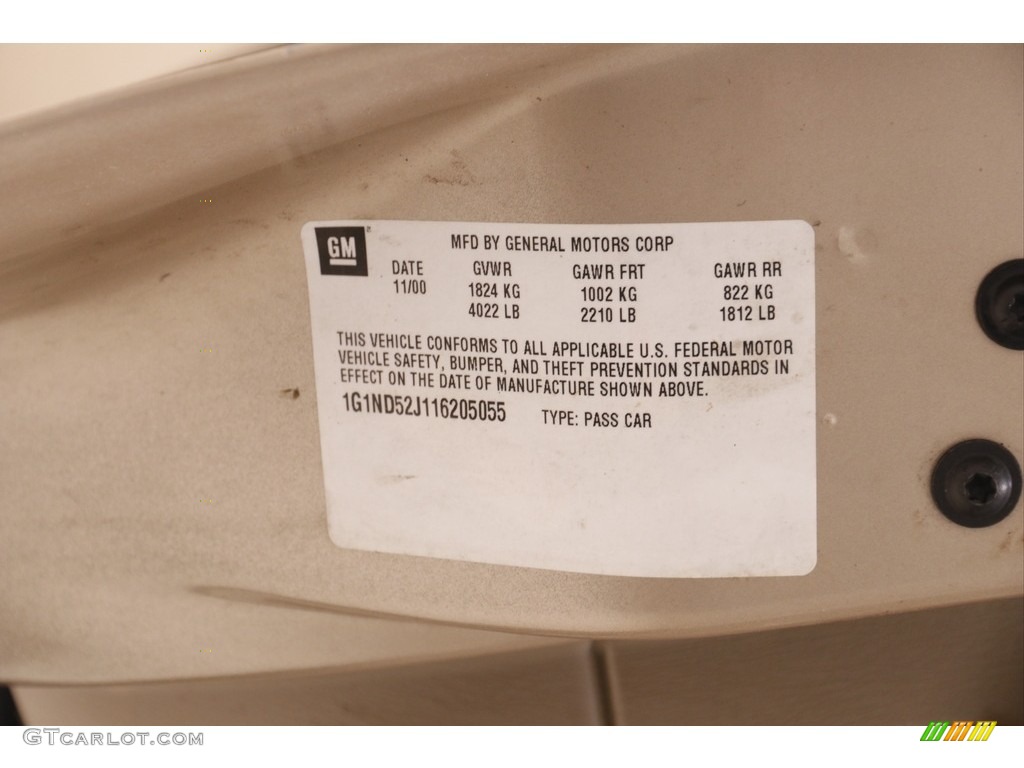 GM
MFD BY GENERAL MOTORS CORP
DATE GVWR GAWR FRT GAWR RR
11/00 1824 KG 1002 KG 822 KG
4022 LB 2210 LB 1812 LB
THIS VEHICLE CONFORMS TO ALL APPLICABLE U.S. FEDERAL MOTOR
VEHICLE SAFETY, BUMPER, AND THEFT PREVENTION STANDARDS IN
EFFECT ON THE DATE OF MANUFACTURE SHOWN ABOVE.
1G1ND52J116205055 TYPE: PASS CAR
GTCARLOT.COM